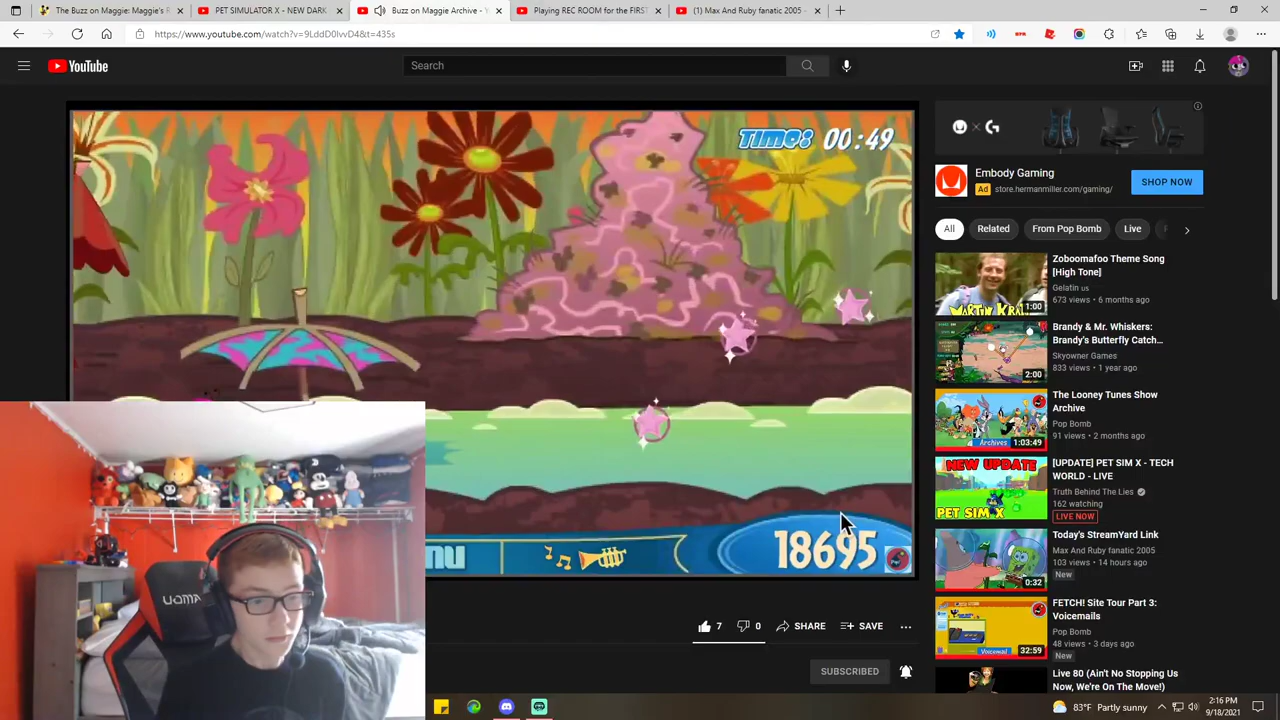 The Buzz on Maggie: Maggie's R
PET SIMULATOR X - NEW DARK
Buzz on Maggie Archive - Y
Playing REC ROOM for the FIRST
(1) Max And Ruby fanatic 2005 -
https://www.youtube.com/watch?v=9LddD0lvvD4&t=435s
YouTube
Search
TIME: 00:49
18695
Embody Gaming
Ad store.hermanmiller.com/gaming/
SHOP NOW
All
Related
From Pop Bomb
Live
Zoboomafoo Theme Song
[High Tone]
Gelatin us
673 views • 6 months ago
MARTIN KRA
1:00
Brandy & Mr. Whiskers:
Brandy's Butterfly Catch...
Skyowner Games
833 views • 1 year ago
2:00
The Looney Tunes Show
Archive
Pop Bomb
91 views • 2 months ago
Archives
1:03:49
[UPDATE] PET SIM X - TECH
WORLD - LIVE
Truth Behind The Lies
162 watching
LIVE NOW
NEW UPDATE
PET SIM X
Today's StreamYard Link
Max And Ruby fanatic 2005
103 views • 14 hours ago
New
0:32
FETCH! Site Tour Part 3:
Voicemails
Pop Bomb
48 views • 3 days ago
New
Voicemail
32:59
Live 80 (Ain't No Stopping Us
Now, We're On The Move!)
7
0
SHARE
SAVE
SUBSCRIBED
83°F Partly sunny
2:16 PM
9/18/2021